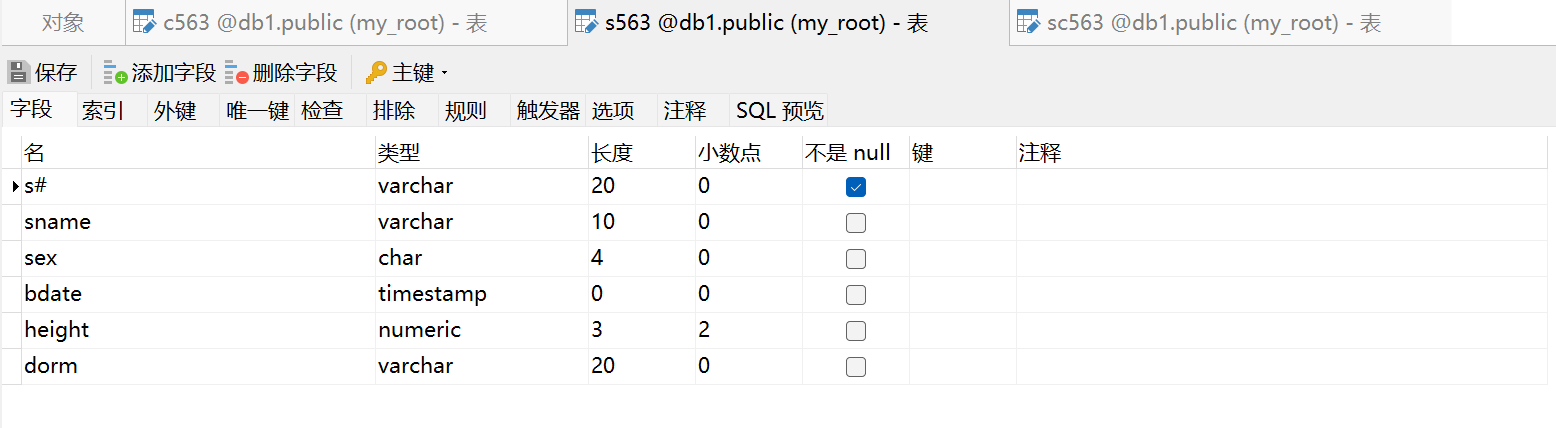 对象 c563 @db1.public (my_root) - 表 s563 @db1.public (my_root) - 表 sc563 @db1.public (my_root) - 表
保存 添加字段 删除字段 主键
字段 索引 外键 唯一键 检查 排除 规则 触发器 选项 注释 SQL 预览
名 类型 长度 小数点 不是 null 键 注释
s# varchar 20 0
sname varchar 10 0
sex char 4 0
bdate timestamp 0 0
height numeric 3 2
dorm varchar 20 0